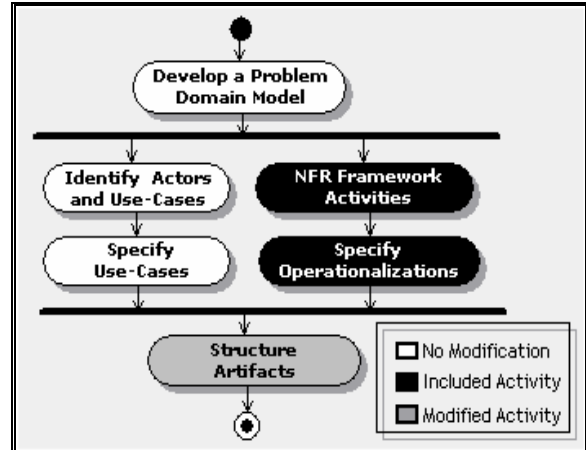 Develop a Problem
Domain Model
Identify Actors
and Use-Cases
NFR Framework
Activities
Specify
Use-Cases
Specify
Operationalizations
Structure
Artifacts
No Modification
Included Activity
Modified Activity